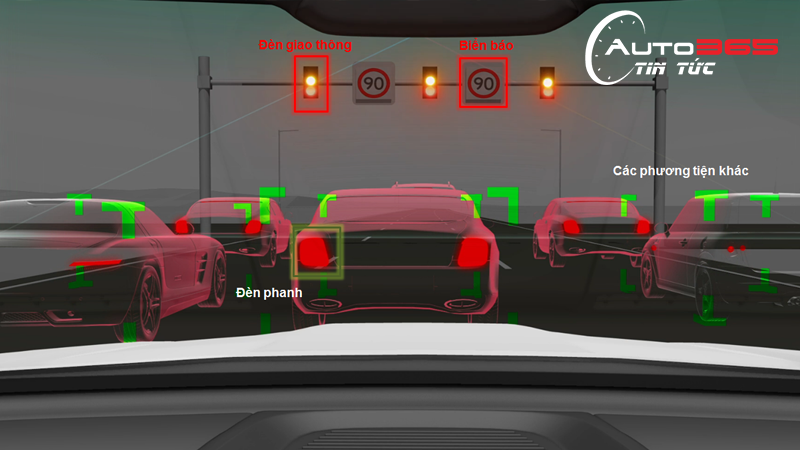 Đèn giao thông
Biển báo
AUTO365
TIN TỨC
90
90
Các phương tiện khác
Đèn phanh